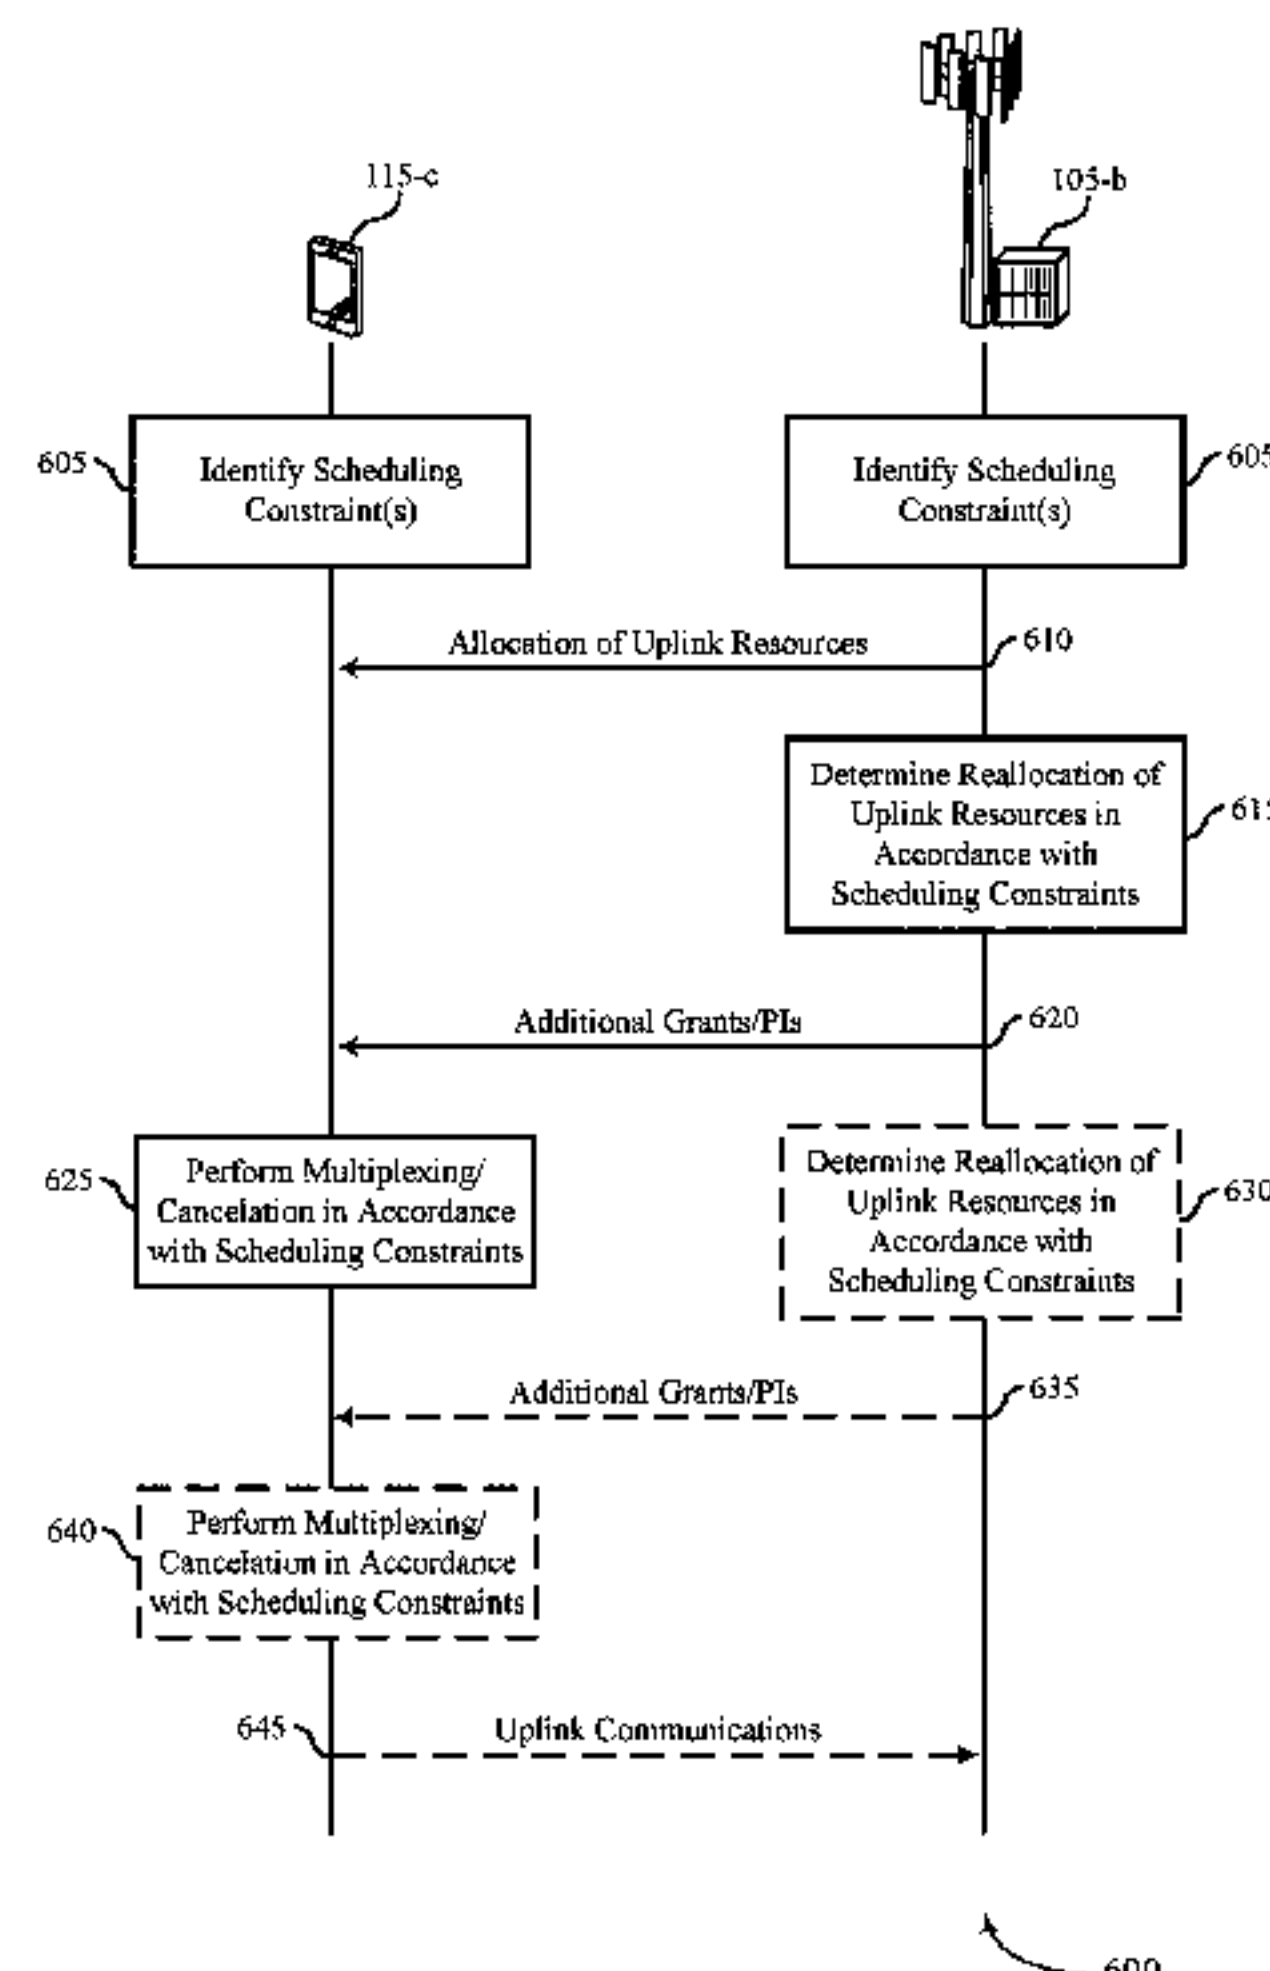 115-c
105-b
605
Identify Scheduling
Constraint(s)
Identify Scheduling
Constraint(s)
605
Allocation of Uplink Resources
610
Determine Reallocation of
Uplink Resources in
Accordance with
Scheduling Constraints
615
Additional Grants/PIs
620
625
Perform Multiplexing/
Cancelation in Accordance
with Scheduling Constraints
Determine Reallocation of
Uplink Resources in
Accordance with
Scheduling Constraints
630
Additional Grants/PIs
635
640
Perform Multiplexing/
Cancelation in Accordance
with Scheduling Constraints
645
Uplink Communications
600